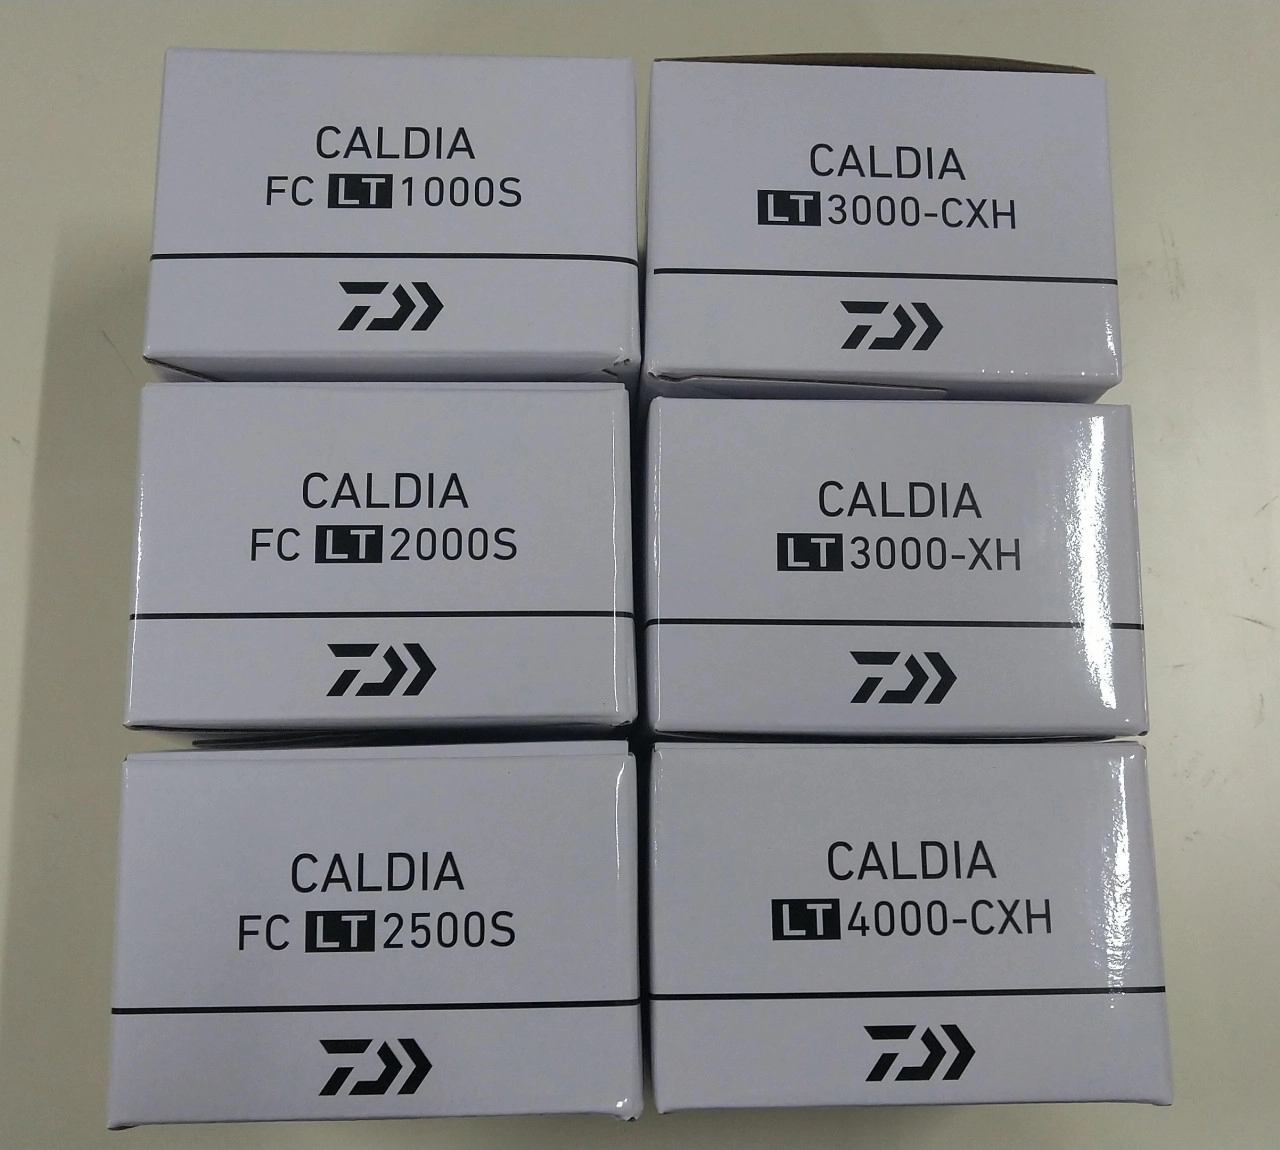 CALDIA
FC LT 1000S
CALDIA
LT 3000-CXH
CALDIA
FC LT 2000S
CALDIA
LT 3000-XH
CALDIA
FC LT 2500S
CALDIA
LT 4000-CXH